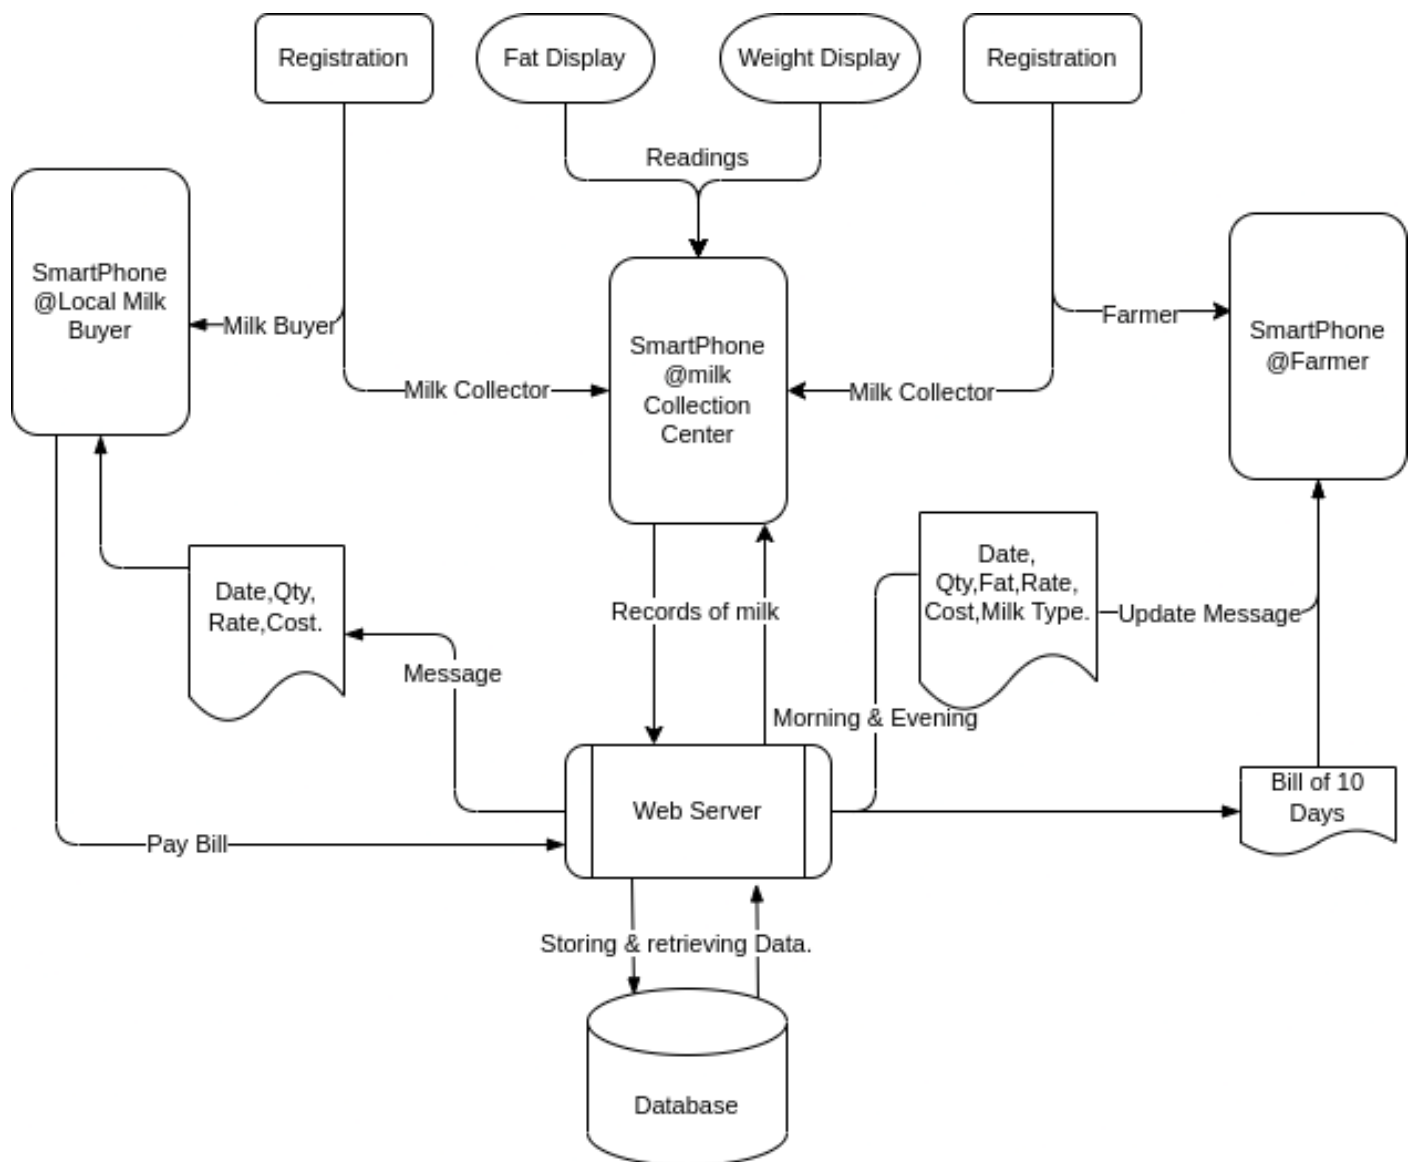 Registration
Fat Display
Weight Display
Registration
Readings
SmartPhone
@Local Milk
Buyer
Milk Buyer
Milk Collector
SmartPhone
@milk
Collection
Center
Milk Collector
Farmer
SmartPhone
@Farmer
Date,Qty,
Rate,Cost.
Message
Records of milk
Date,
Qty,Fat,Rate,
Cost,Milk Type.
Update Message
Morning & Evening
Web Server
Bill of 10
Days
Pay Bill
Storing & retrieving Data.
Database